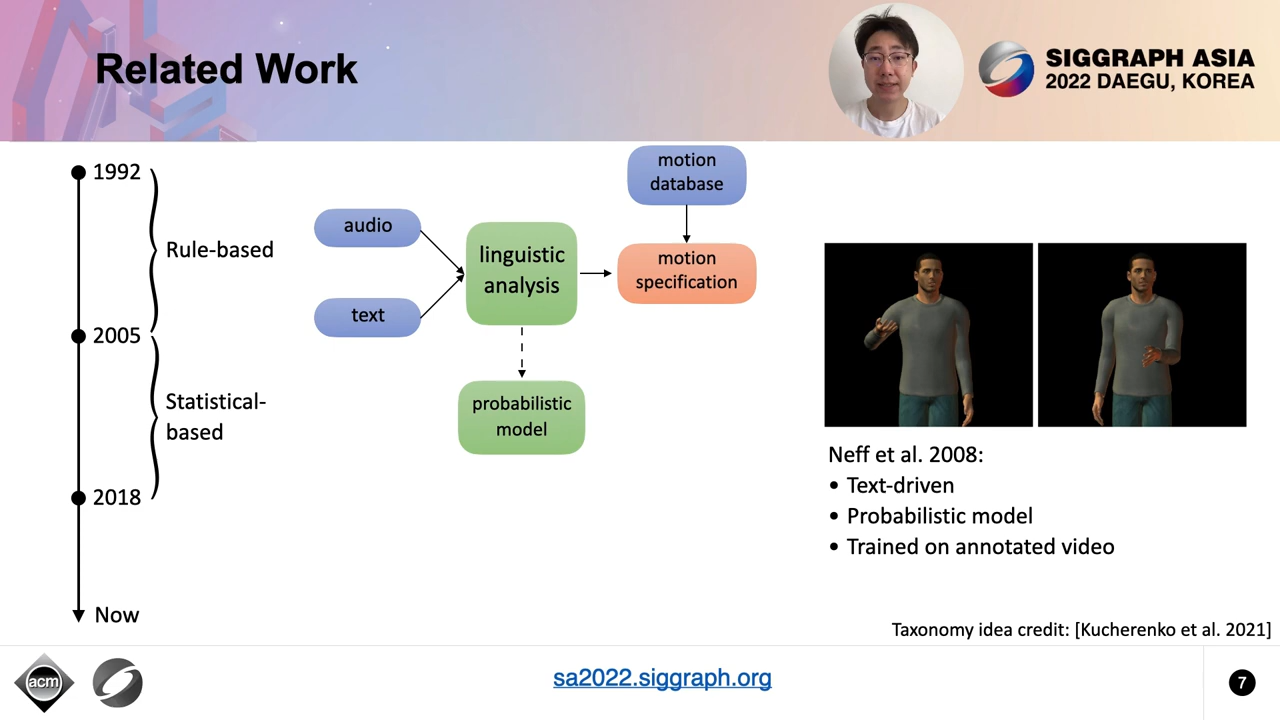 Related Work
SIGGRAPH ASIA
2022 DAEGU, KOREA
1992
Rule-based
2005
Statistical-
based
2018
Now
audio
text
linguistic
analysis
motion
database
motion
specification
probabilistic
model
Neff et al. 2008:
• Text-driven
• Probabilistic model
• Trained on annotated video
Taxonomy idea credit: [Kucherenko et al. 2021]
acm
sa2022.siggraph.org
7